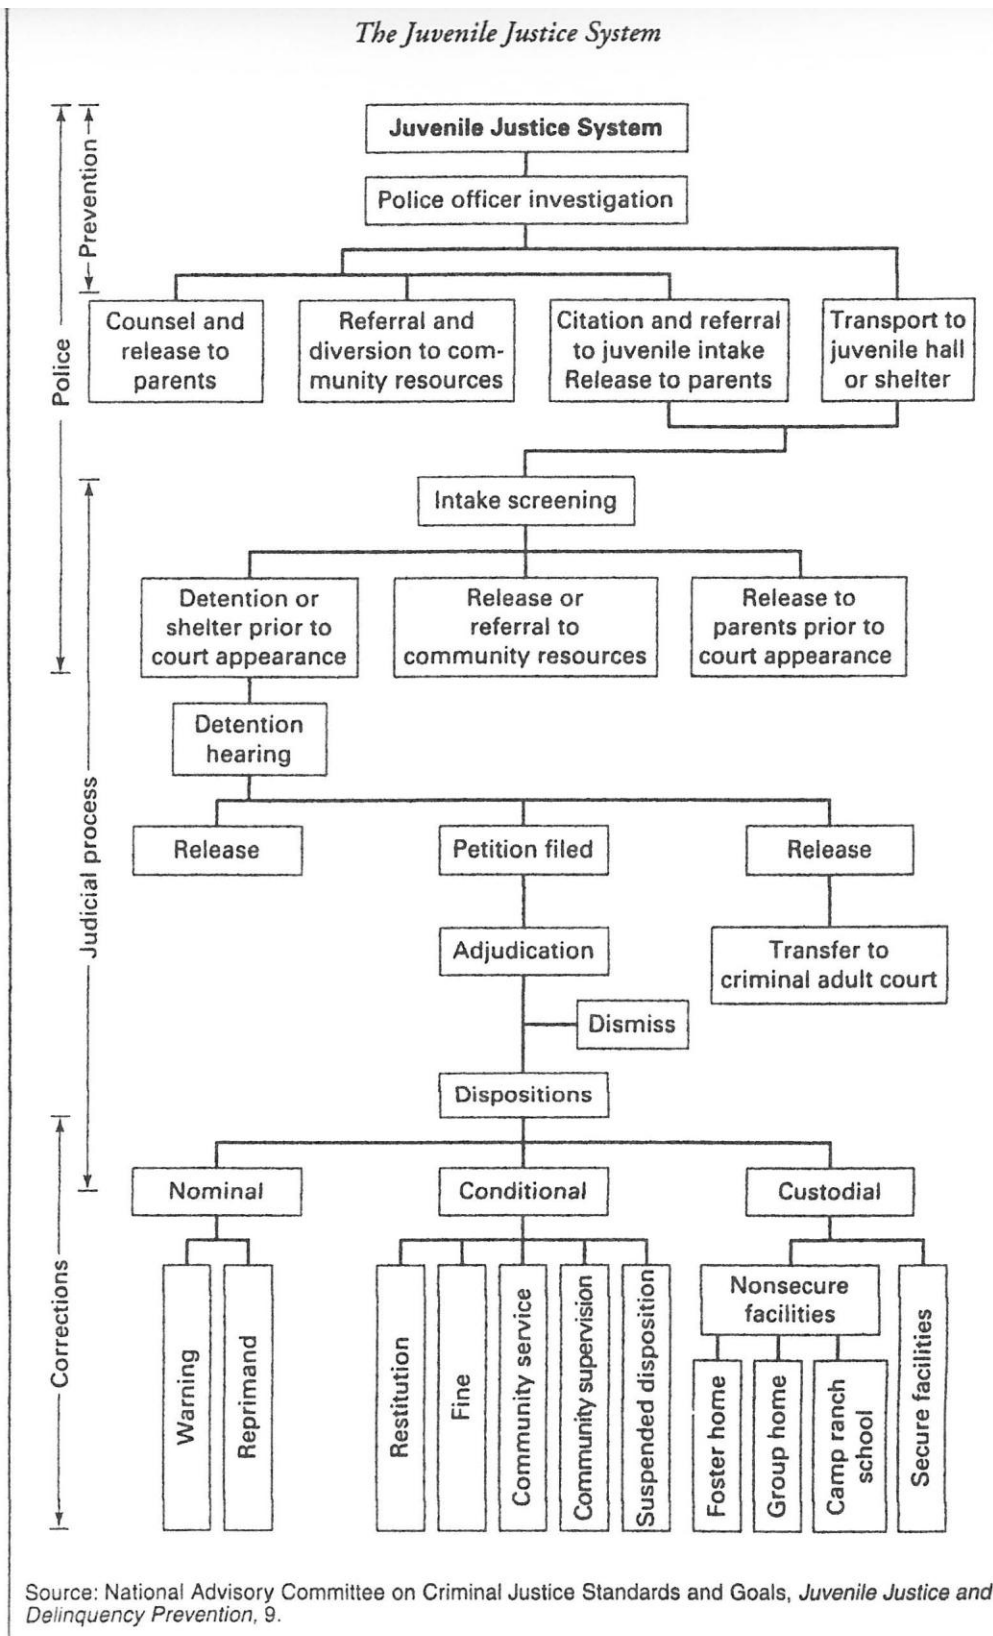 The Juvenile Justice System
Juvenile Justice System
Police officer investigation
Prevention
Police
Counsel and
release to
parents
Referral and
diversion to com-
munity resources
Citation and referral
to juvenile intake
Release to parents
Transport to
juvenile hall
or shelter
Intake screening
Detention or
shelter prior to
court appearance
Release or
referral to
community resources
Release to
parents prior to
court appearance
Detention
hearing
Judicial process
Release
Petition filed
Release
Adjudication
Transfer to
criminal adult court
Dismiss
Dispositions
Nominal
Conditional
Custodial
Corrections
Warning
Reprimand
Restitution
Fine
Community service
Community supervision
Suspended disposition
Nonsecure
facilities
Foster home
Group home
Camp ranch
school
Secure facilities
Source: National Advisory Committee on Criminal Justice Standards and Goals, Juvenile Justice and
Delinquency Prevention, 9.